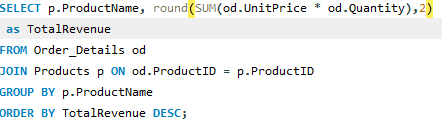 SELECT p.ProductName, round(SUM(od.UnitPrice * od.Quantity),2)
as TotalRevenue
FROM Order_Details od
JOIN Products p ON od.ProductID = p.ProductID
GROUP BY p.ProductName
ORDER BY TotalRevenue DESC;